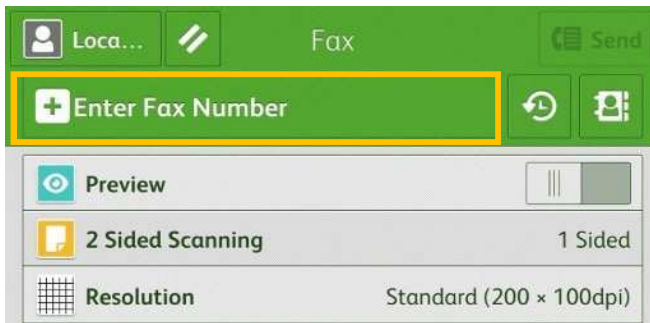 Loca... Fax Send
Enter Fax Number
Preview
2 Sided Scanning 1 Sided
Resolution Standard (200 × 100dpi)